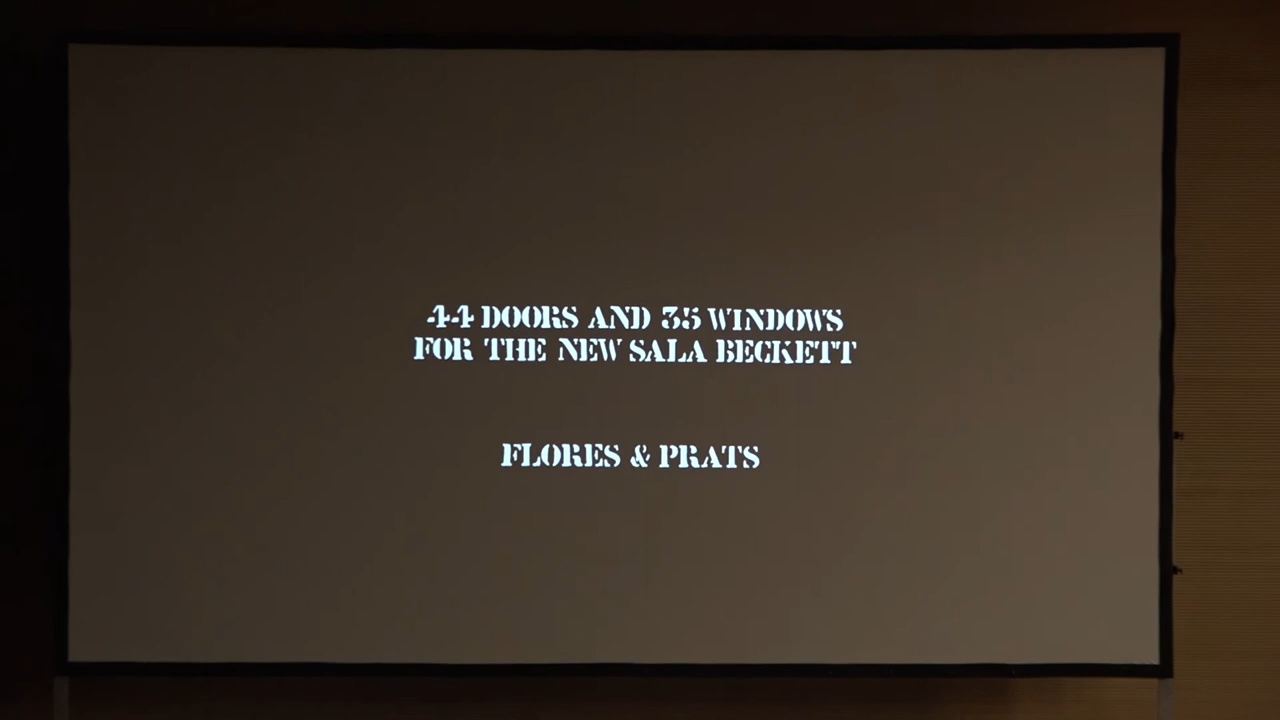 44 DOORS AND 35 WINDOWS
FOR THE NEW SALA BECKETT
FLORES & PRATS